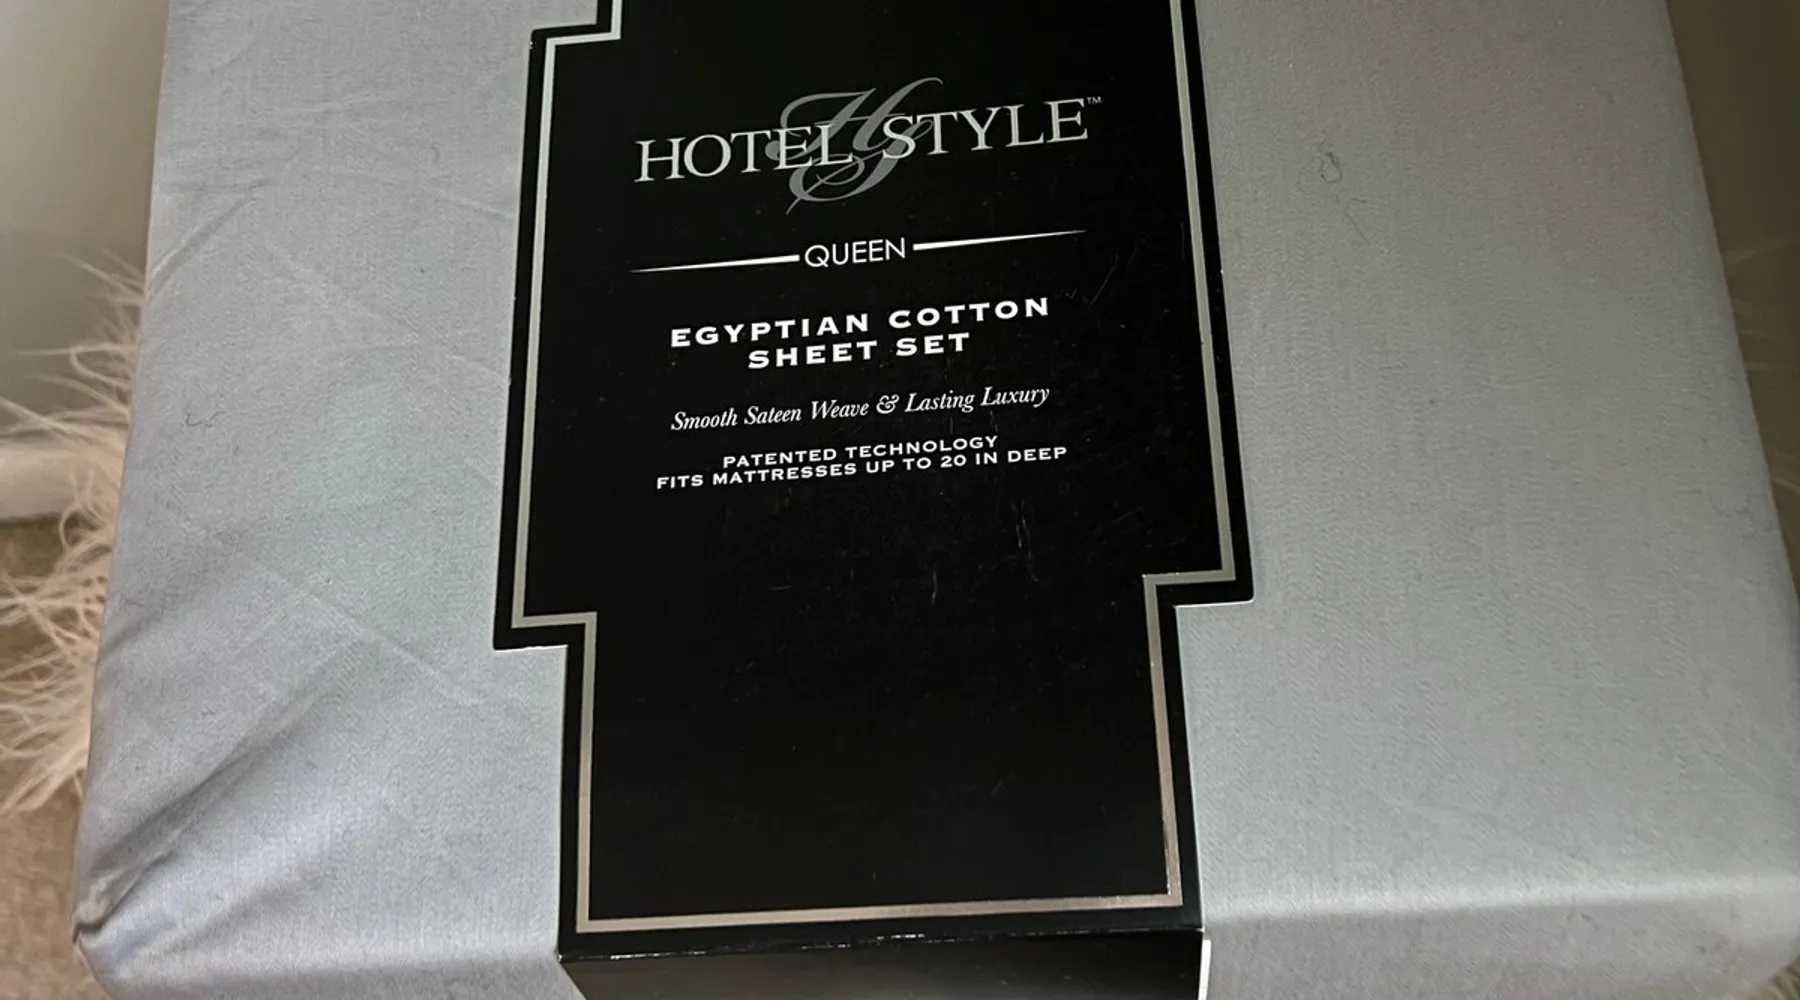 HOTEL STYLE™
HS
QUEEN
EGYPTIAN COTTON
SHEET SET
Smooth Sateen Weave & Lasting Luxury
PATENTED TECHNOLOGY
FITS MATTRESSES UP TO 20 IN DEEP